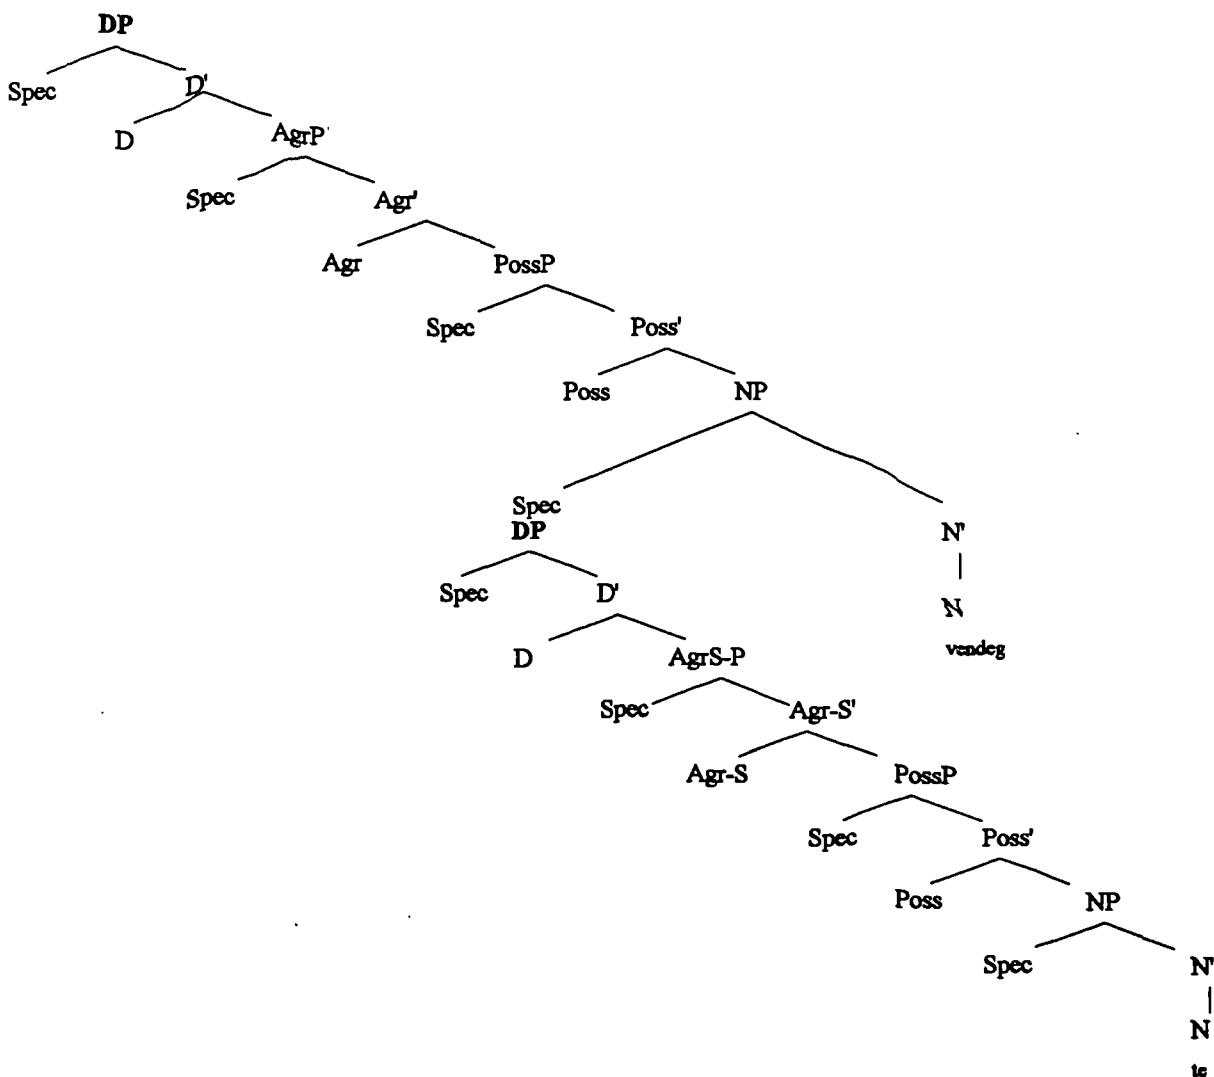 DP
Spec D'
D AgrP
Spec Agr'
Agr PossP
Spec Poss'
Poss NP
Spec N'
DP
Spec D' N
D AgrS-P vendeg
Spec Agr-S'
Agr-S PossP
Spec Poss'
Poss NP
Spec N'
N
te